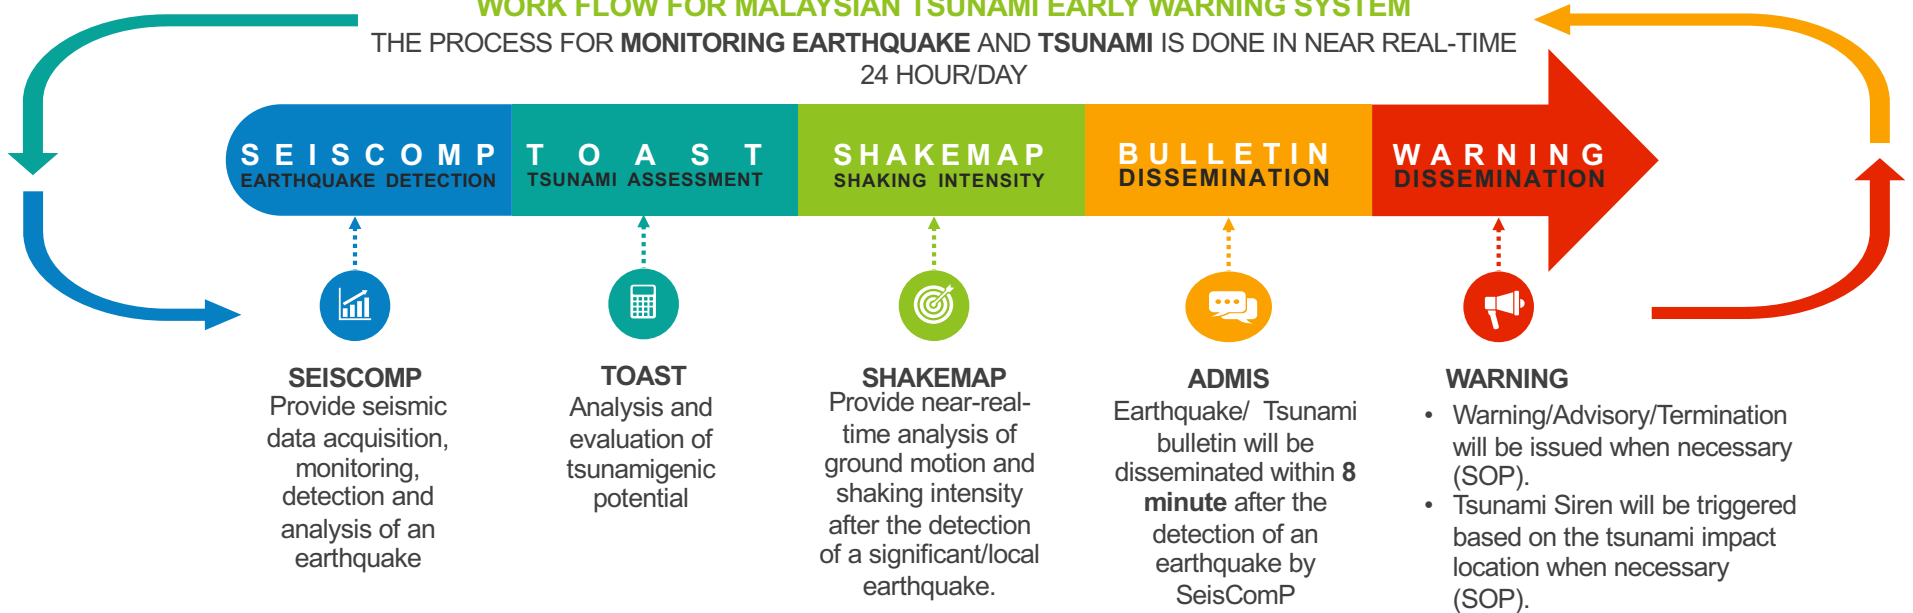 WORK FLOW FOR MALAYSIAN TSUNAMI EARLY WARNING SYSTEM
THE PROCESS FOR MONITORING EARTHQUAKE AND TSUNAMI IS DONE IN NEAR REAL-TIME
24 HOUR/DAY
SEISCOMP
EARTHQUAKE DETECTION
TOAST
TSUNAMI ASSESSMENT
SHAKEMAP
SHAKING INTENSITY
BULLETIN
DISSEMINATION
WARNING
DISSEMINATION
SEISCOMP
Provide seismic
data acquisition,
monitoring,
detection and
analysis of an
earthquake
TOAST
Analysis and
evaluation of
tsunamigenic
potential
SHAKEMAP
Provide near-real-
time analysis of
ground motion and
shaking intensity
after the detection
of a significant/local
earthquake.
ADMIS
Earthquake/ Tsunami
bulletin will be
disseminated within 8
minute after the
detection of an
earthquake by
SeisComP
WARNING
• Warning/Advisory/Termination
will be issued when necessary
(SOP).
• Tsunami Siren will be triggered
based on the tsunami impact
location when necessary
(SOP).